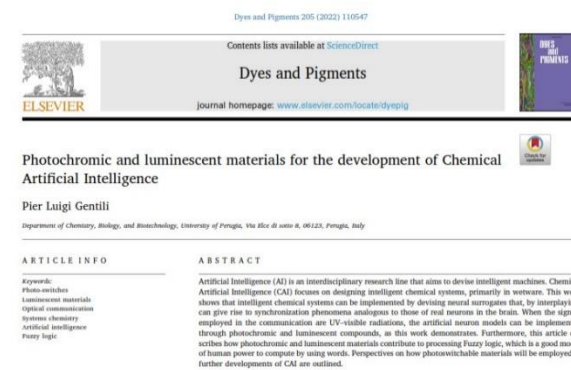 Dyes and Pigments 205 (2022) 110547
Contents lists available at ScienceDirect
Dyes and Pigments
journal homepage: www.elsevier.com/locate/dyepig
ELSEVIER
DYES
and
PIGMENTS
Check for
updates
Photochromic and luminescent materials for the development of Chemical
Artificial Intelligence
Pier Luigi Gentili
Department of Chemistry, Biology, and Biotechnology, University of Perugia, Via Elce di sotto 8, 06123, Perugia, Italy
ARTICLE INFO
Keywords:
Photo-switches
Luminescent materials
Optical communication
Systems chemistry
Artificial intelligence
Fuzzy logic
ABSTRACT
Artificial Intelligence (AI) is an interdisciplinary research line that aims to devise intelligent machines. Chemi
Artificial Intelligence (CAI) focuses on designing intelligent chemical systems, primarily in wetware. This wo
shows that intelligent chemical systems can be implemented by devising neural surrogates that, by interplayi
can give rise to synchronization phenomena analogous to those of real neurons in the brain. When the sign
employed in the communication are UV–visible radiations, the artificial neuron models can be implement
through photochromic and luminescent compounds, as this work demonstrates. Furthermore, this article
scribes how photochromic and luminescent materials contribute to processing Fuzzy logic, which is a good mo
of human power to compute by using words. Perspectives on how photoswitchable materials will be employed
further developments of CAI are outlined.